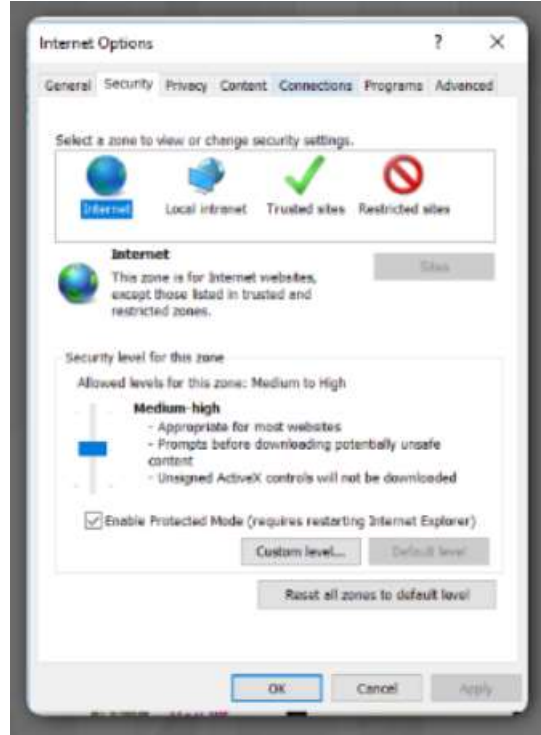 Internet Options ? ×
General Security Privacy Content Connections Programs Advanced
Select a zone to view or change security settings.
Internet Local intranet Trusted sites Restricted sites
Internet
Sites
This zone is for Internet websites,
except those listed in trusted and
restricted zones.
Security level for this zone
Allowed levels for this zone: Medium to High
Medium-high
- Appropriate for most websites
- Prompts before downloading potentially unsafe
content
- Unsigned ActiveX controls will not be downloaded
Enable Protected Mode (requires restarting Internet Explorer)
Custom level... Default level
Reset all zones to default level
OK Cancel Apply